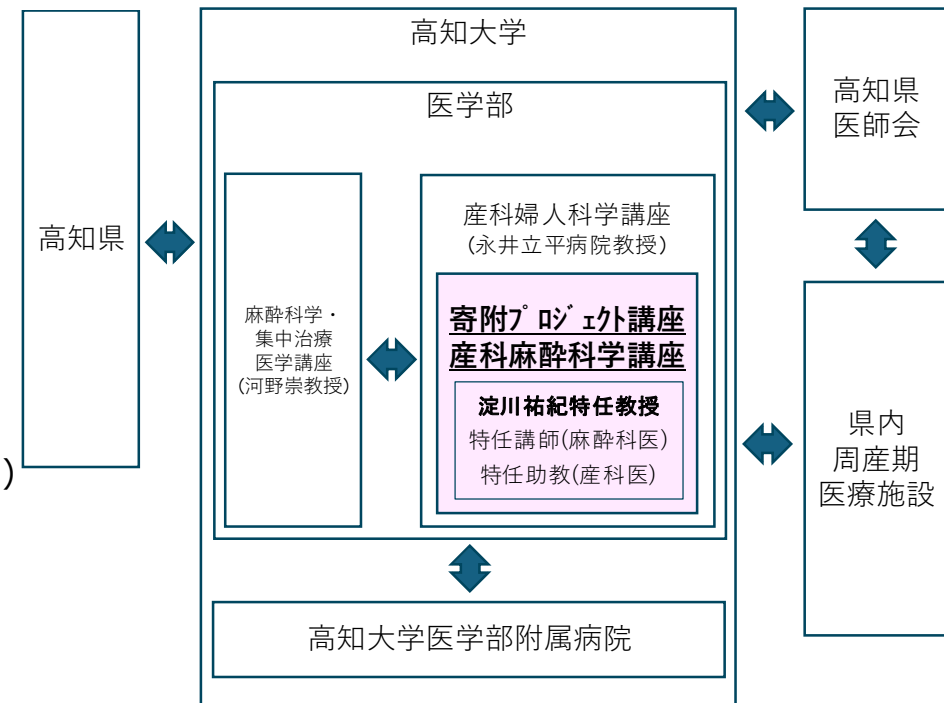 高知大学
医学部
高知県
医師会
高知県
産科婦人科学講座
(永井立平病院教授)
麻酔科学・
集中治療
医学講座
(河野崇教授)
寄附ﾌﾟﾛｼﾞｪｸﾄ講座
産科麻酔科学講座
淀川祐紀特任教授
特任講師(麻酔科医)
特任助教(産科医)
県内
周産期
医療施設
)
高知大学医学部附属病院